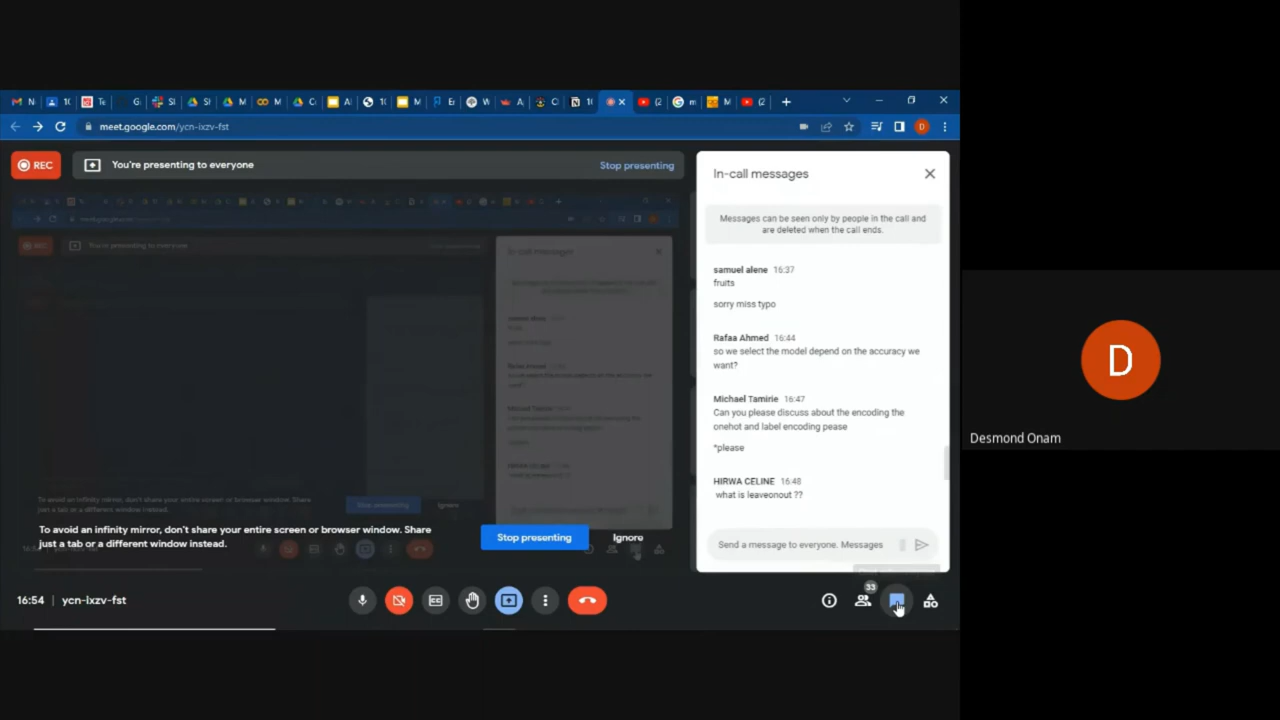 meet.google.com/ycn-ixzv-fst
D
REC
You're presenting to everyone
Stop presenting
In-call messages
Messages can be seen only by people in the call and
are deleted when the call ends.
samuel alene 16:37
fruits
sorry miss typo
Rafaa Ahmed 16:44
so we select the model depend on the accuracy we
want?
Michael Tamirie 16:47
Can you please discuss about the encoding the
onehot and label encoding pease
*please
HIRWA CELINE 16:48
what is leaveonout ??
Send a message to everyone. Messages
To avoid an infinity mirror, don't share your entire screen or browser window. Share
just a tab or a different window instead.
Stop presenting
Ignore
16:54 | ycn-ixzv-fst
33
D
Desmond Onam